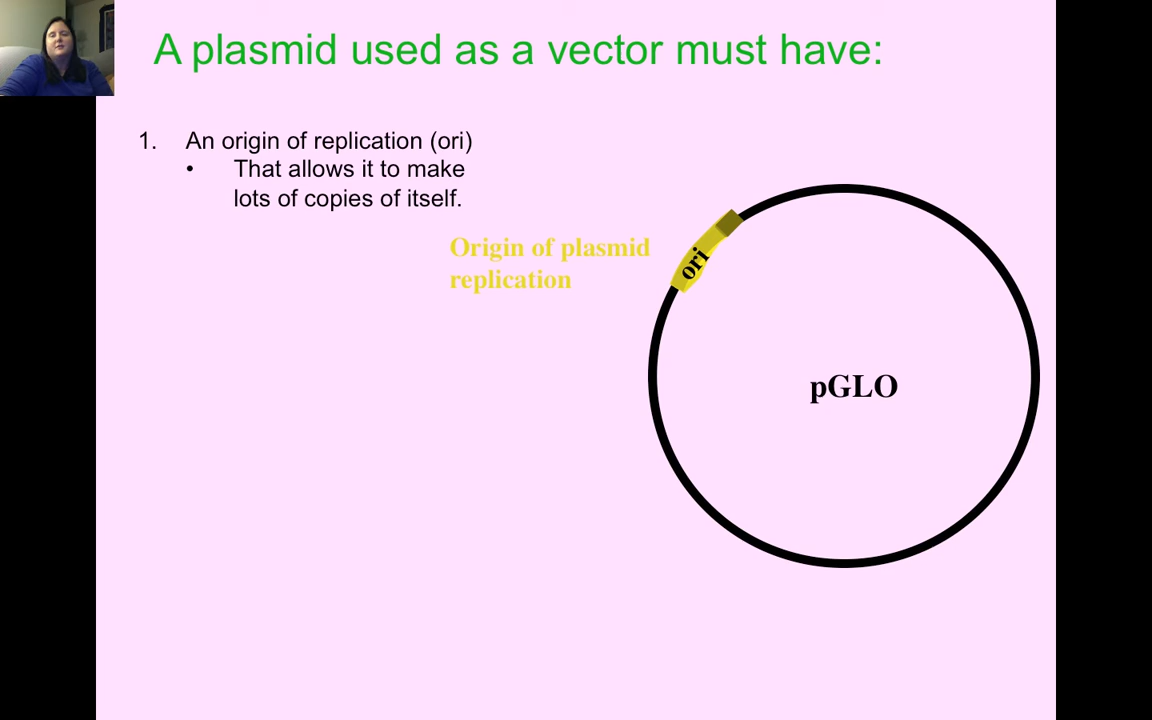 A plasmid used as a vector must have:
1. An origin of replication (ori)
• That allows it to make
lots of copies of itself.
Origin of plasmid
replication
ori
pGLO